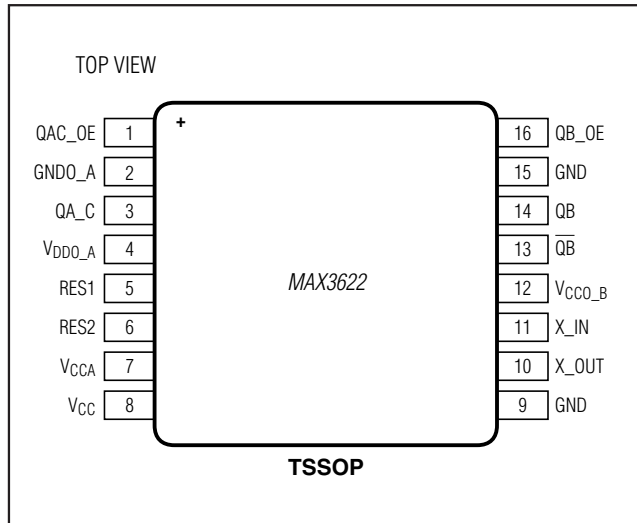 TOP VIEW
+
QAC_OE 1
GNDO_A 2
QA_C 3
VDDO_A 4
RES1 5
RES2 6
VCCA 7
VCC 8
MAX3622
16 QB_OE
15 GND
14 QB
13 Q̅B̅
12 VCCO_B
11 X_IN
10 X_OUT
9 GND
TSSOP